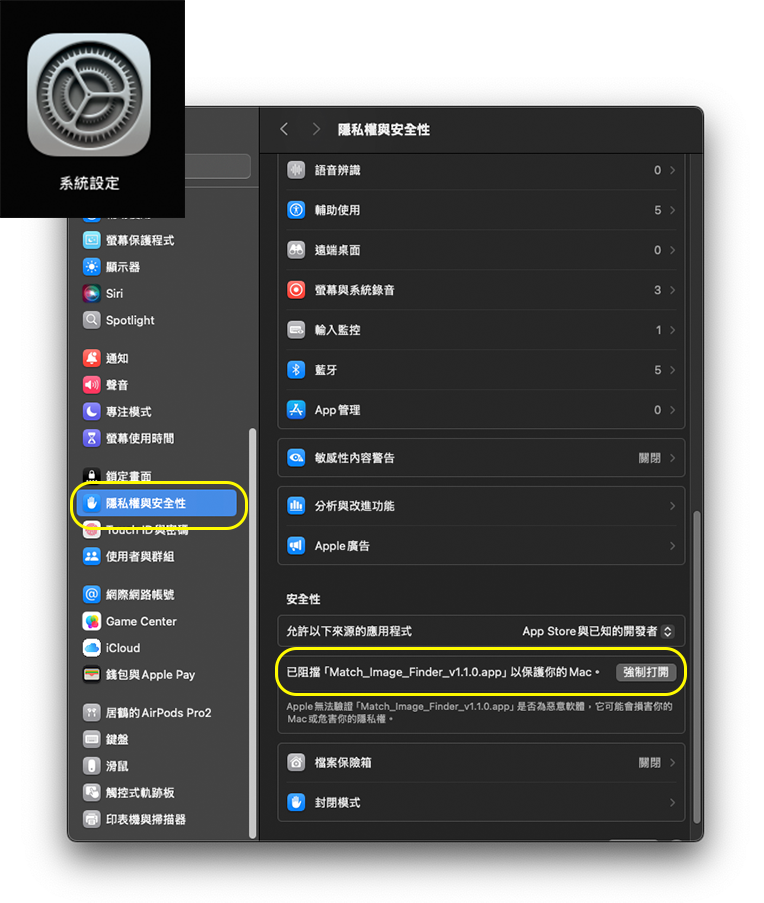 系統設定
螢幕保護程式
顯示器
Siri
Spotlight
通知
聲音
專注模式
螢幕使用時間
鎖定畫面
隱私權與安全性
Touch ID與密碼
使用者與群組
網際網路帳號
Game Center
iCloud
錢包與Apple Pay
居鶴的AirPods Pro2
鍵盤
滑鼠
觸控式軌跡板
印表機與掃描器
隱私權與安全性
語音辨識 0
輔助使用 5
遠端桌面 0
螢幕與系統錄音 3
輸入監控 1
藍牙 5
App管理 0
敏感性內容警告 關閉
分析與改進功能
Apple廣告
安全性
允許以下來源的應用程式 App Store與已知的開發者
已阻擋「Match_Image_Finder_v1.1.0.app」以保護你的Mac。 強制打開
Apple無法驗證「Match_Image_Finder_v1.1.0.app」是否為惡意軟體，它可能會損害你的
Mac或危害你的隱私權。
檔案保險箱 關閉
封閉模式